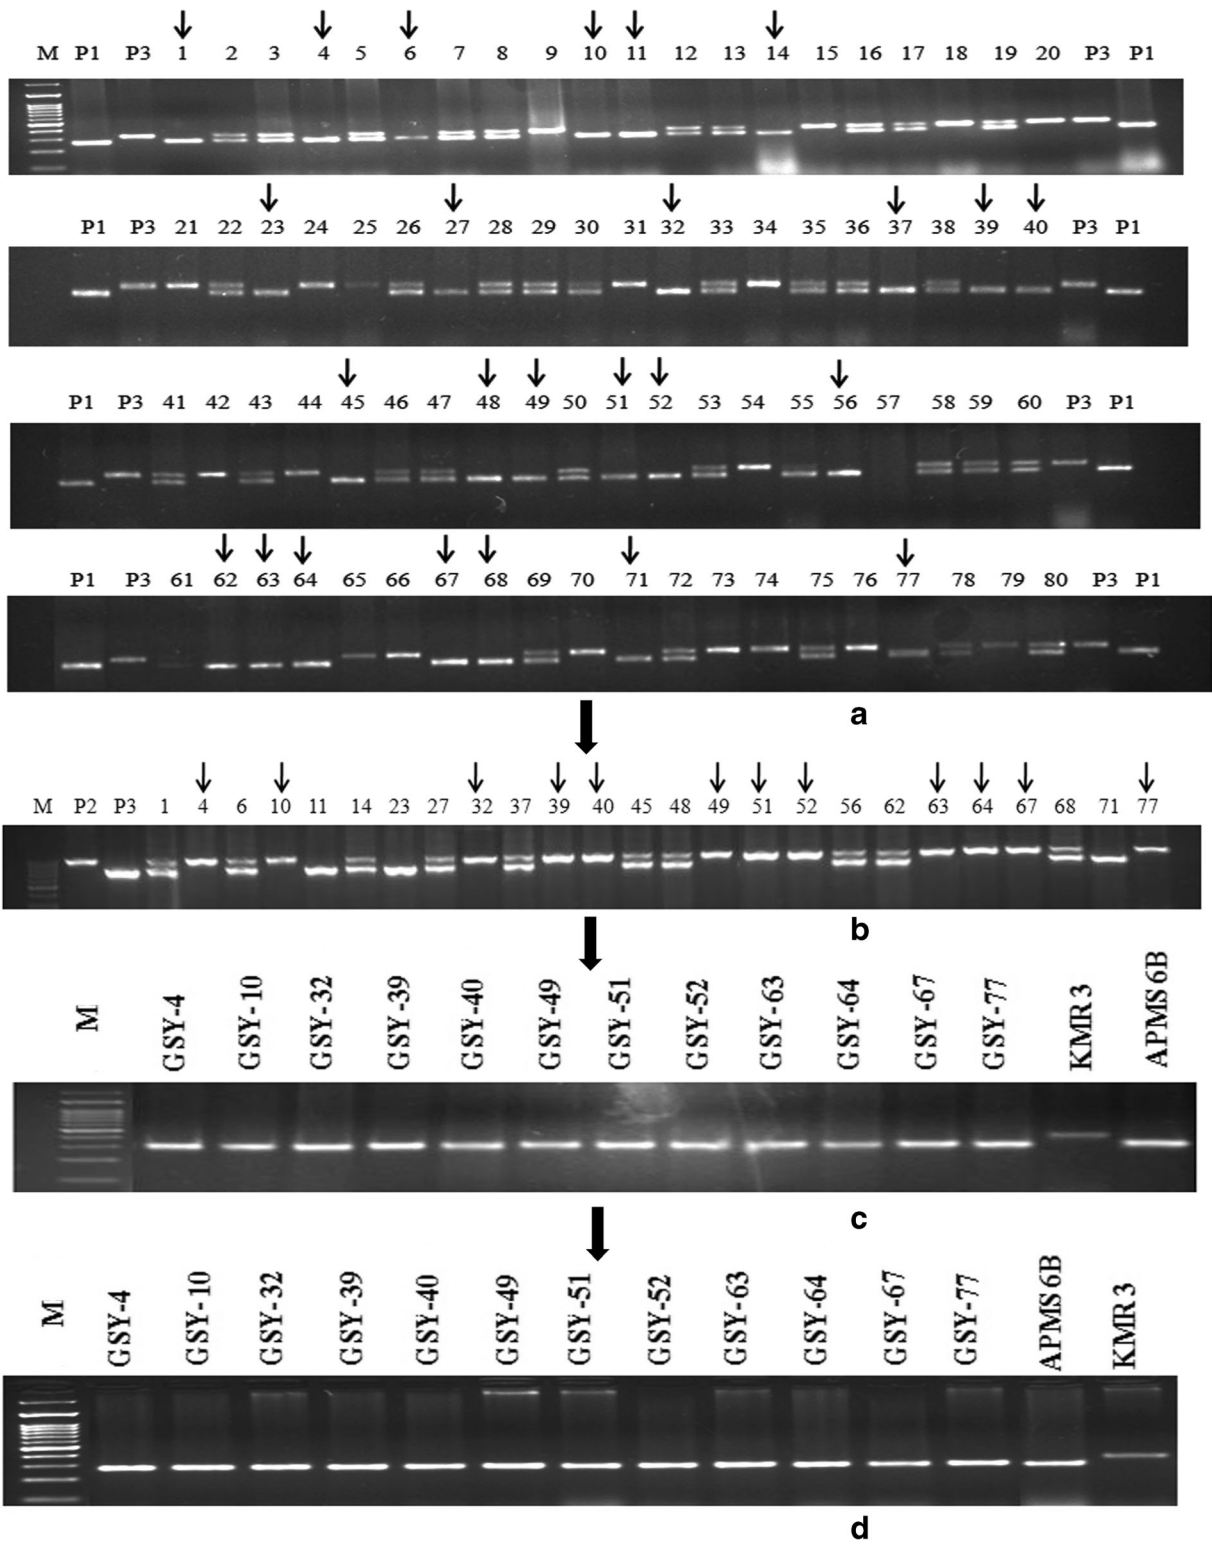 M P1 P3 1 2 3 4 5 6 7 8 9 10 11 12 13 14 15 16 17 18 19 20 P3 P1
P1 P3 21 22 23 24 25 26 27 28 29 30 31 32 33 34 35 36 37 38 39 40 P3 P1
P1 P3 41 42 43 44 45 46 47 48 49 50 51 52 53 54 55 56 57 58 59 60 P3 P1
P1 P3 61 62 63 64 65 66 67 68 69 70 71 72 73 74 75 76 77 78 79 80 P3 P1
a
M P2 P3 1 4 6 10 11 14 23 27 32 37 39 40 45 48 49 51 52 56 62 63 64 67 68 71 77
b
M GSY-4 GSY-10 GSY-32 GSY-39 GSY-40 GSY-49 GSY-51 GSY-52 GSY-63 GSY-64 GSY-67 GSY-77 KMR 3 APMS 6B
c
M GSY-4 GSY-10 GSY-32 GSY-39 GSY-40 GSY-49 GSY-51 GSY-52 GSY-63 GSY-64 GSY-67 GSY-77 APMS 6B KMR 3
d